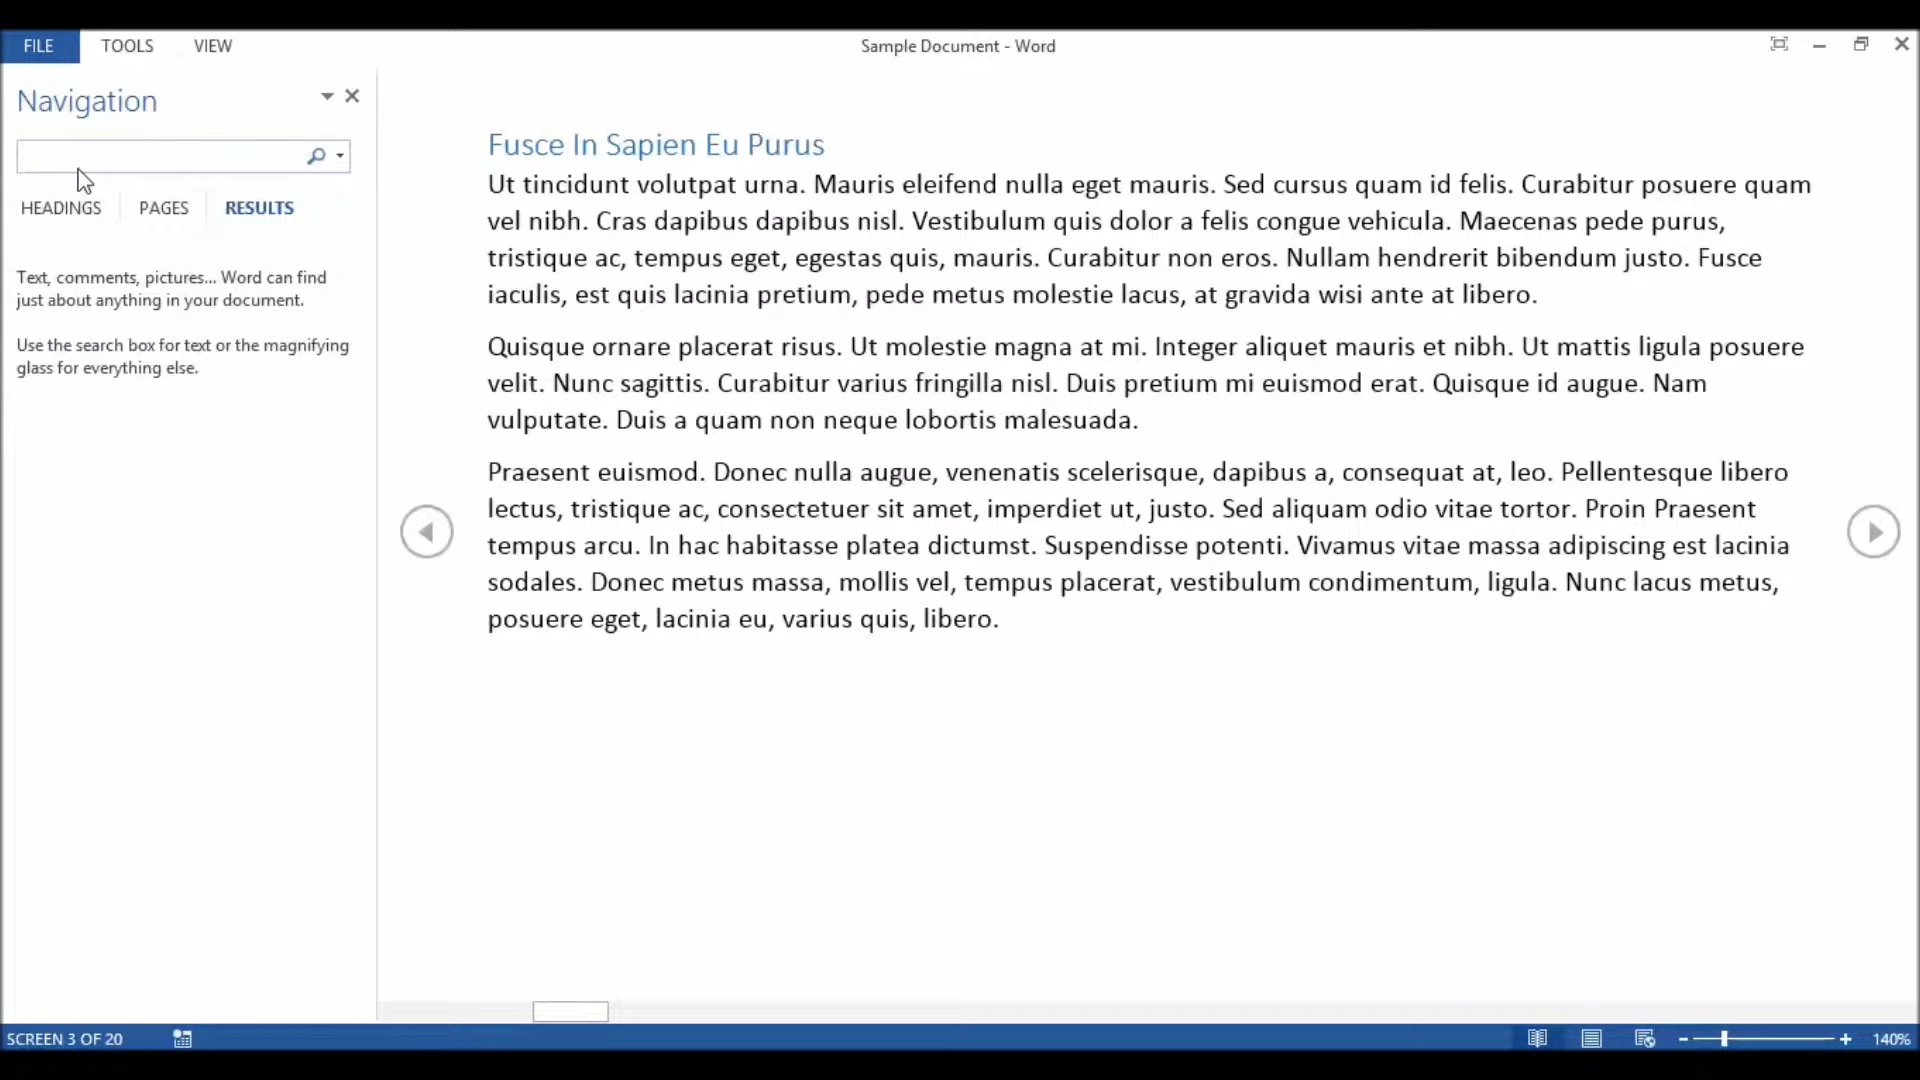 FILE TOOLS VIEW Sample Document - Word
Navigation
HEADINGS PAGES RESULTS
Text, comments, pictures... Word can find
just about anything in your document.
Use the search box for text or the magnifying
glass for everything else.
Fusce In Sapien Eu Purus
Ut tincidunt volutpat urna. Mauris eleifend nulla eget mauris. Sed cursus quam id felis. Curabitur posuere quam
vel nibh. Cras dapibus dapibus nisl. Vestibulum quis dolor a felis congue vehicula. Maecenas pede purus,
tristique ac, tempus eget, egestas quis, mauris. Curabitur non eros. Nullam hendrerit bibendum justo. Fusce
iaculis, est quis lacinia pretium, pede metus molestie lacus, at gravida wisi ante at libero.
Quisque ornare placerat risus. Ut molestie magna at mi. Integer aliquet mauris et nibh. Ut mattis ligula posuere
velit. Nunc sagittis. Curabitur varius fringilla nisl. Duis pretium mi euismod erat. Quisque id augue. Nam
vulputate. Duis a quam non neque lobortis malesuada.
Praesent euismod. Donec nulla augue, venenatis scelerisque, dapibus a, consequat at, leo. Pellentesque libero
lectus, tristique ac, consectetuer sit amet, imperdiet ut, justo. Sed aliquam odio vitae tortor. Proin Praesent
tempus arcu. In hac habitasse platea dictumst. Suspendisse potenti. Vivamus vitae massa adipiscing est lacinia
sodales. Donec metus massa, mollis vel, tempus placerat, vestibulum condimentum, ligula. Nunc lacus metus,
posuere eget, lacinia eu, varius quis, libero.
SCREEN 3 OF 20 140%